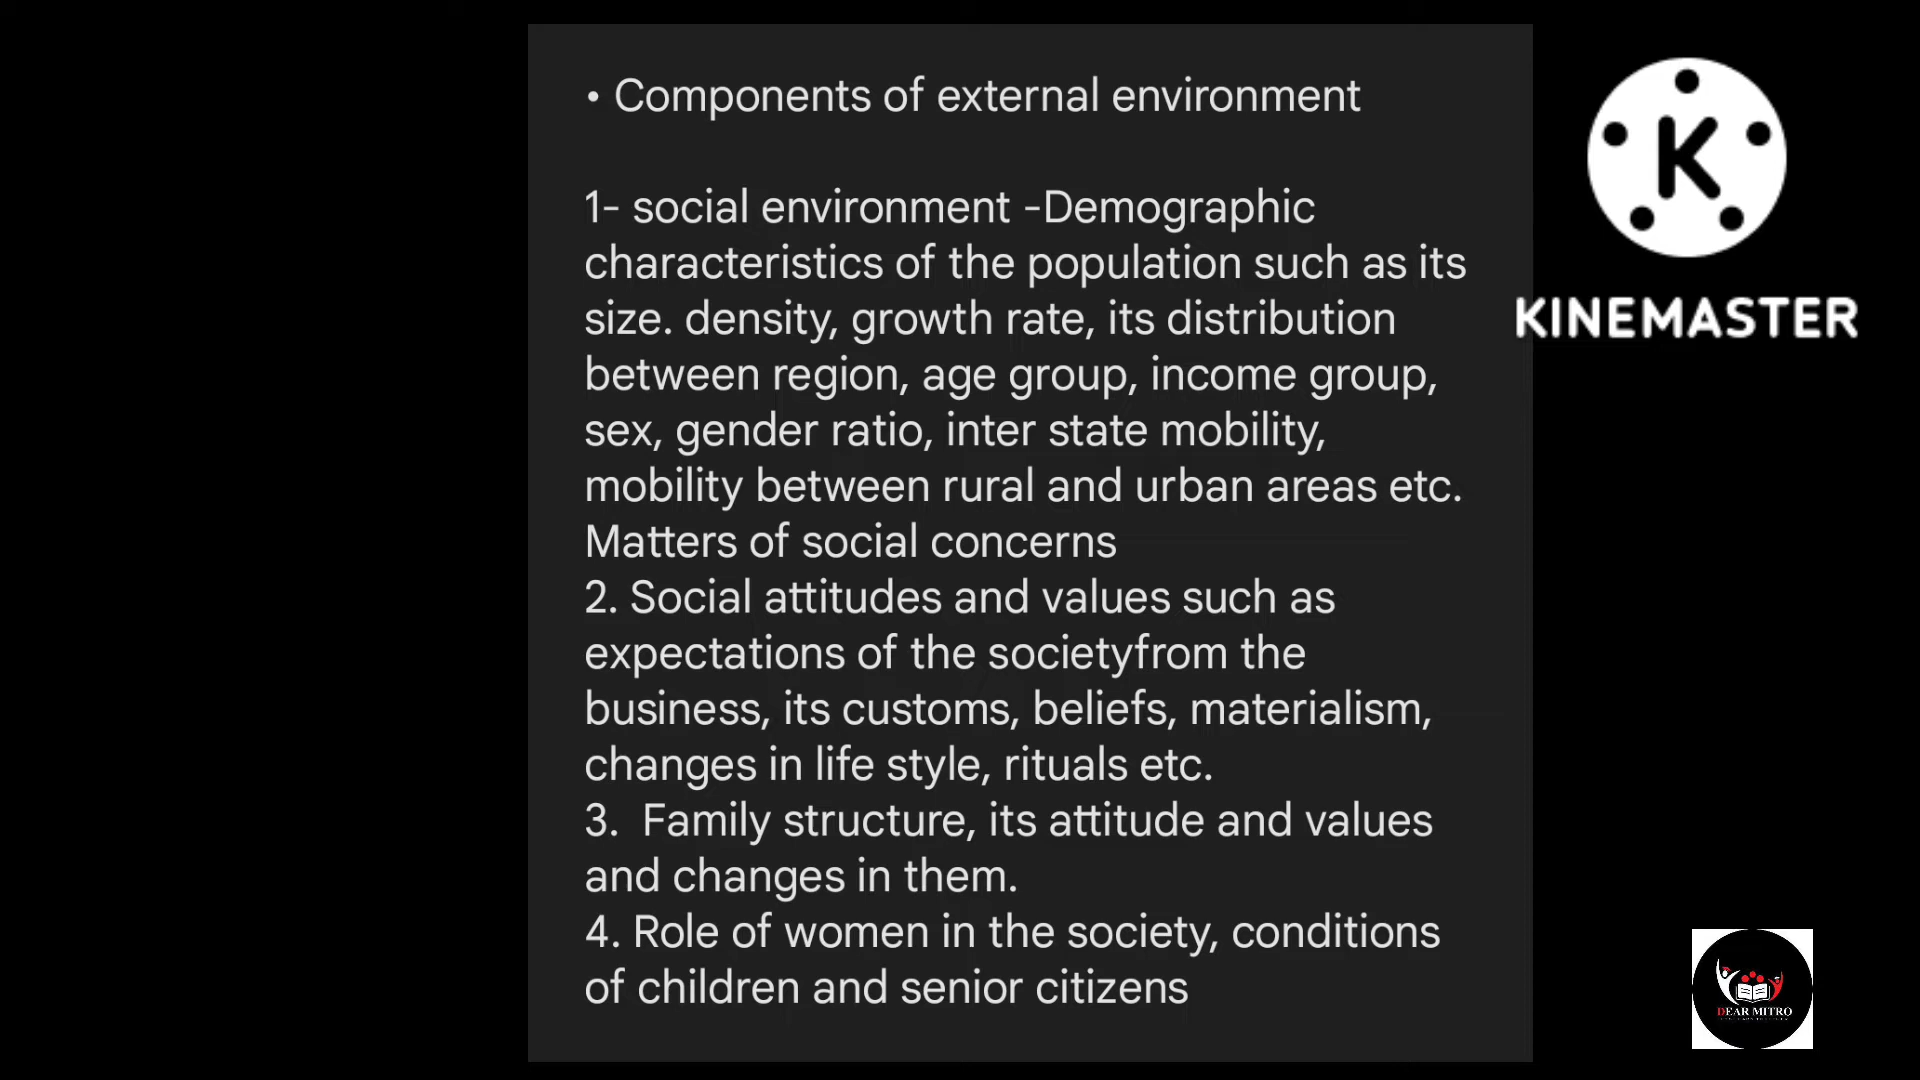 • Components of external environment
1- social environment -Demographic
characteristics of the population such as its
size. density, growth rate, its distribution
between region, age group, income group,
sex, gender ratio, inter state mobility,
mobility between rural and urban areas etc.
Matters of social concerns
2. Social attitudes and values such as
expectations of the societyfrom the
business, its customs, beliefs, materialism,
changes in life style, rituals etc.
3.  Family structure, its attitude and values
and changes in them.
4. Role of women in the society, conditions
of children and senior citizens
K
KINEMASTER
DEAR MITRO